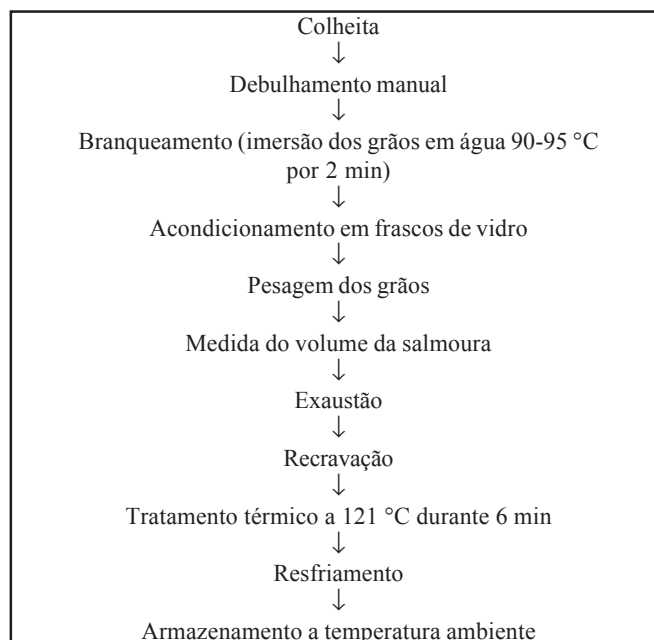 Colheita
↓
Debulhamento manual
↓
Branqueamento (imersão dos grãos em água 90-95 °C
por 2 min)
↓
Acondicionamento em frascos de vidro
↓
Pesagem dos grãos
↓
Medida do volume da salmoura
↓
Exaustão
↓
Recravação
↓
Tratamento térmico a 121 °C durante 6 min
↓
Resfriamento
↓
Armazenamento a temperatura ambiente